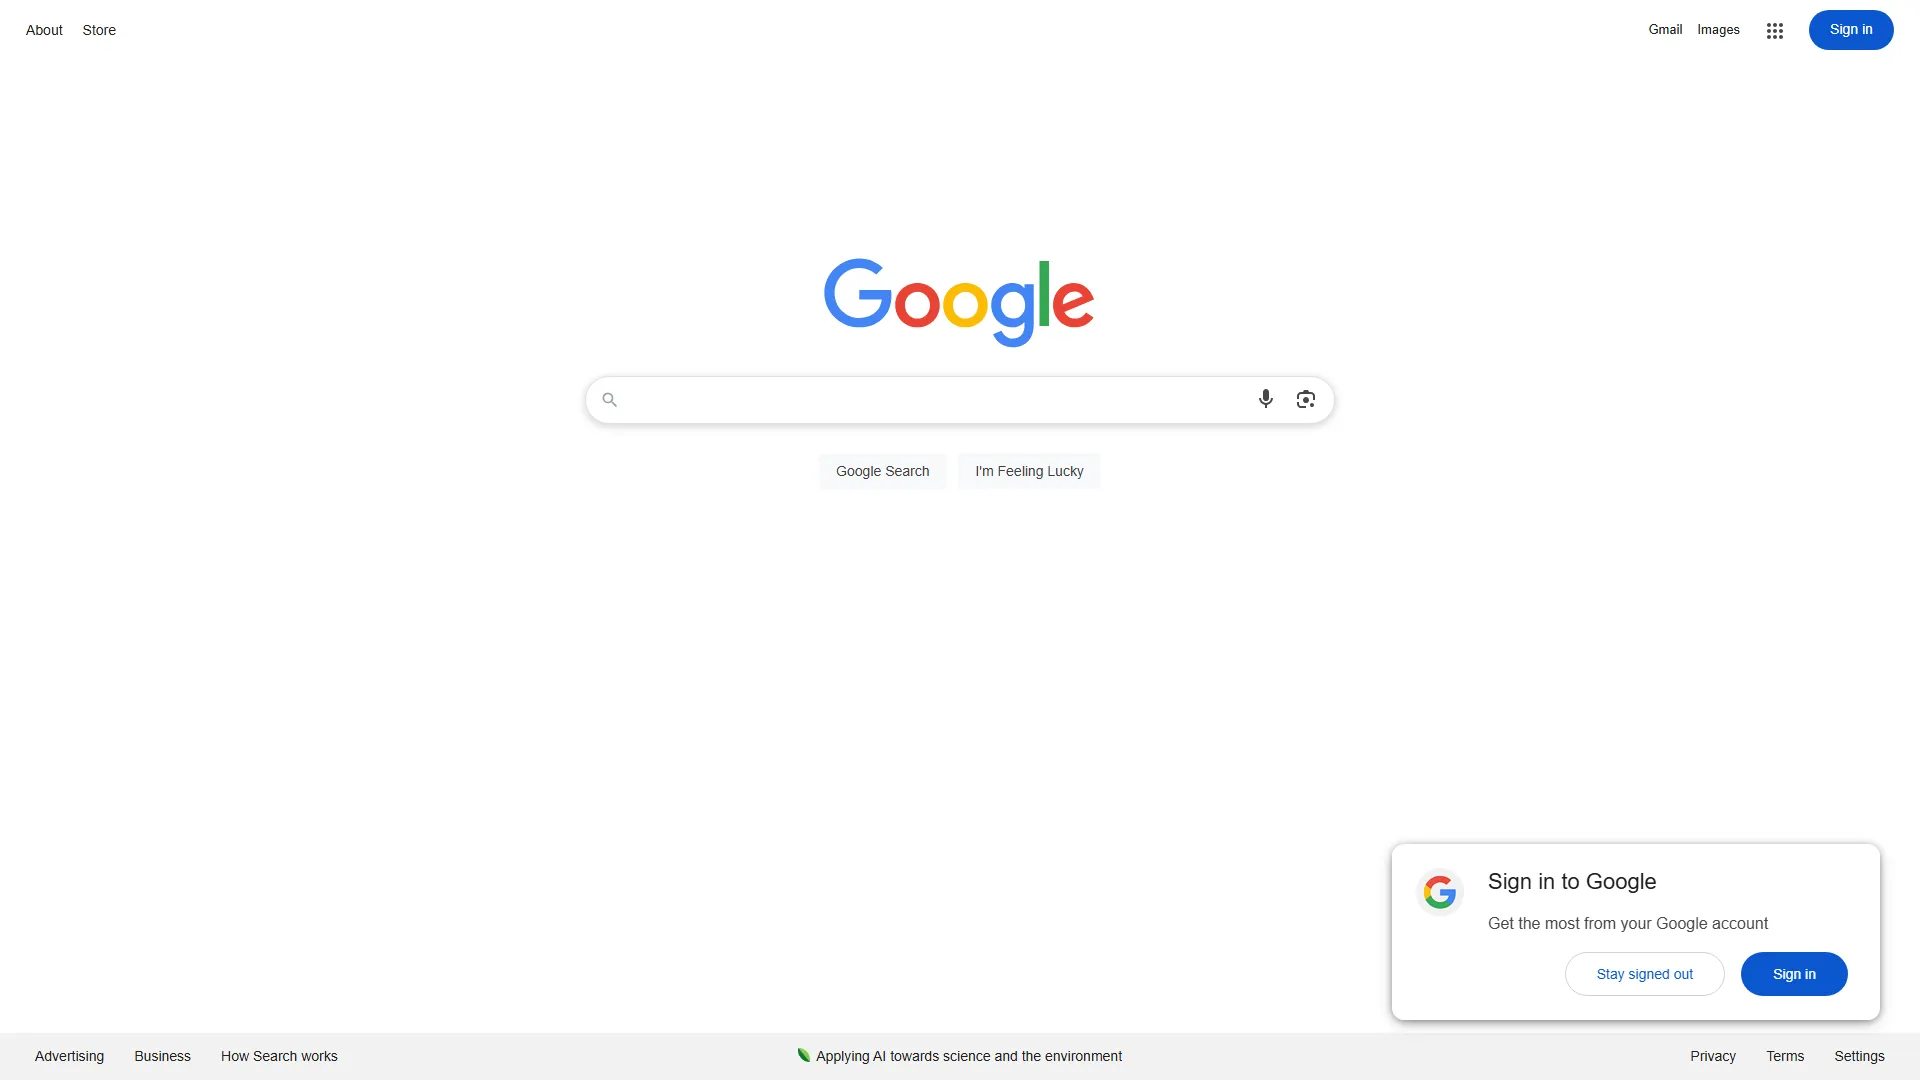 About Store
Gmail Images Sign in
Google
Google Search I'm Feeling Lucky
Sign in to Google
Get the most from your Google account
Stay signed out Sign in
Advertising Business How Search works
Applying AI towards science and the environment
Privacy Terms Settings